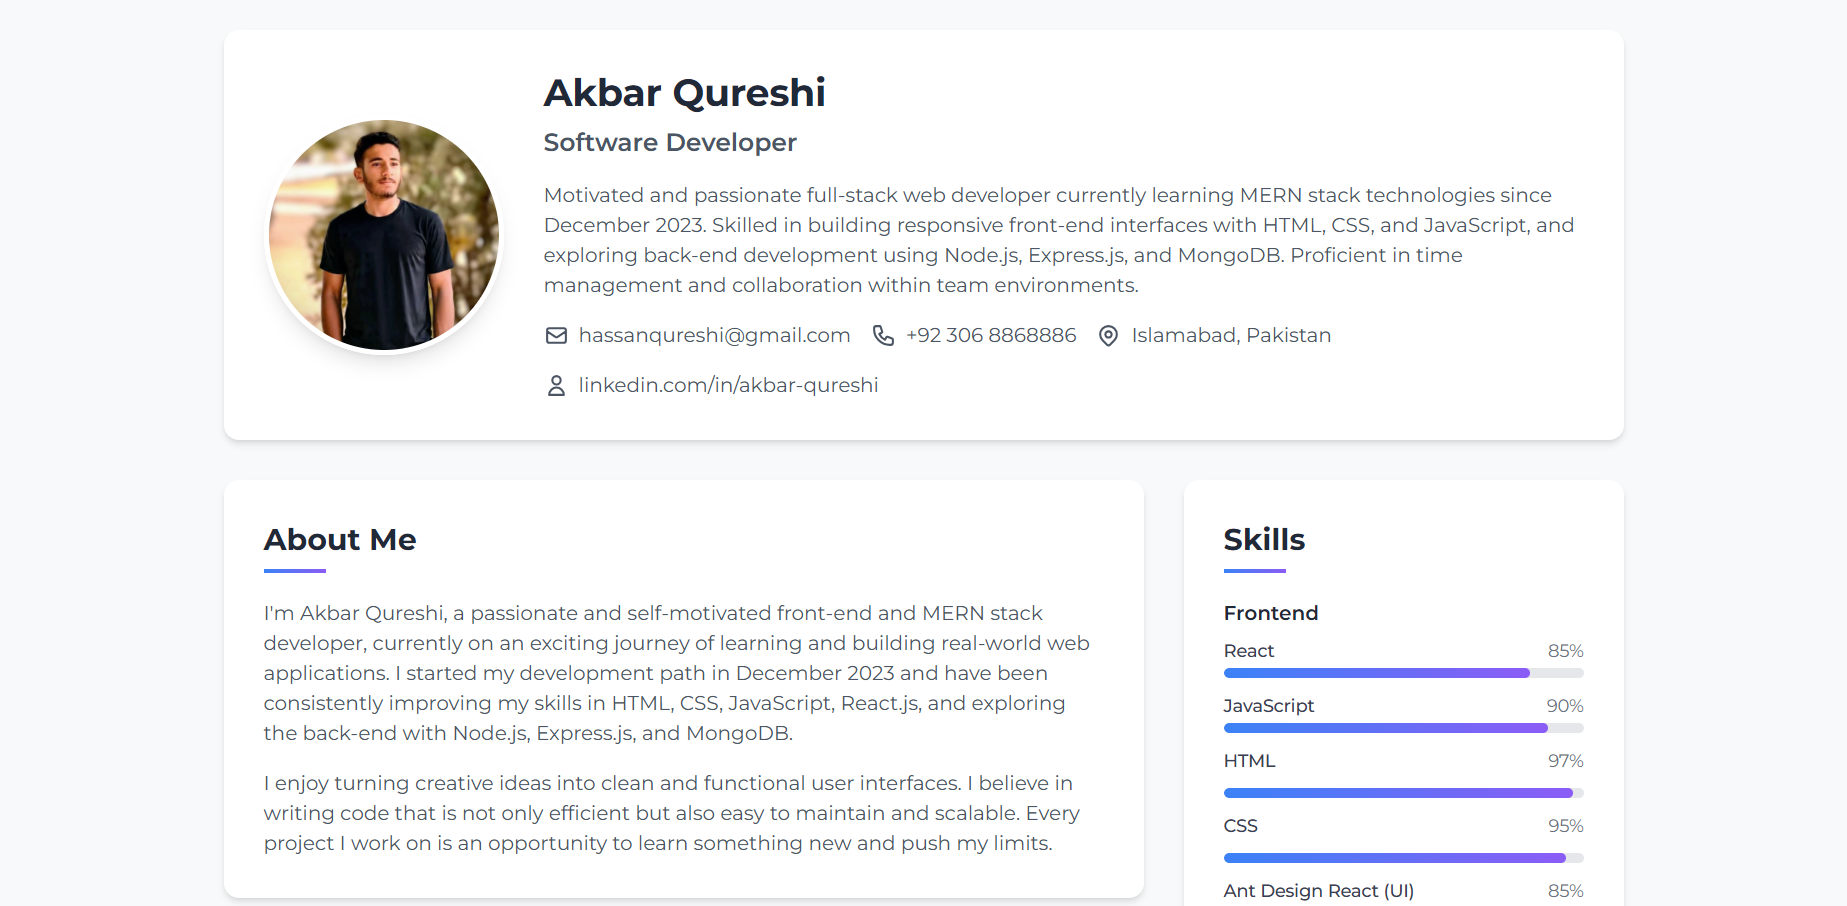 Akbar Qureshi
Software Developer
Motivated and passionate full-stack web developer currently learning MERN stack technologies since
December 2023. Skilled in building responsive front-end interfaces with HTML, CSS, and JavaScript, and
exploring back-end development using Node.js, Express.js, and MongoDB. Proficient in time
management and collaboration within team environments.
hassanqureshi@gmail.com +92 306 8868886 Islamabad, Pakistan
linkedin.com/in/akbar-qureshi
About Me
I'm Akbar Qureshi, a passionate and self-motivated front-end and MERN stack
developer, currently on an exciting journey of learning and building real-world web
applications. I started my development path in December 2023 and have been
consistently improving my skills in HTML, CSS, JavaScript, React.js, and exploring
the back-end with Node.js, Express.js, and MongoDB.
I enjoy turning creative ideas into clean and functional user interfaces. I believe in
writing code that is not only efficient but also easy to maintain and scalable. Every
project I work on is an opportunity to learn something new and push my limits.
Skills
Frontend
React 85%
JavaScript 90%
HTML 97%
CSS 95%
Ant Design React (UI) 85%